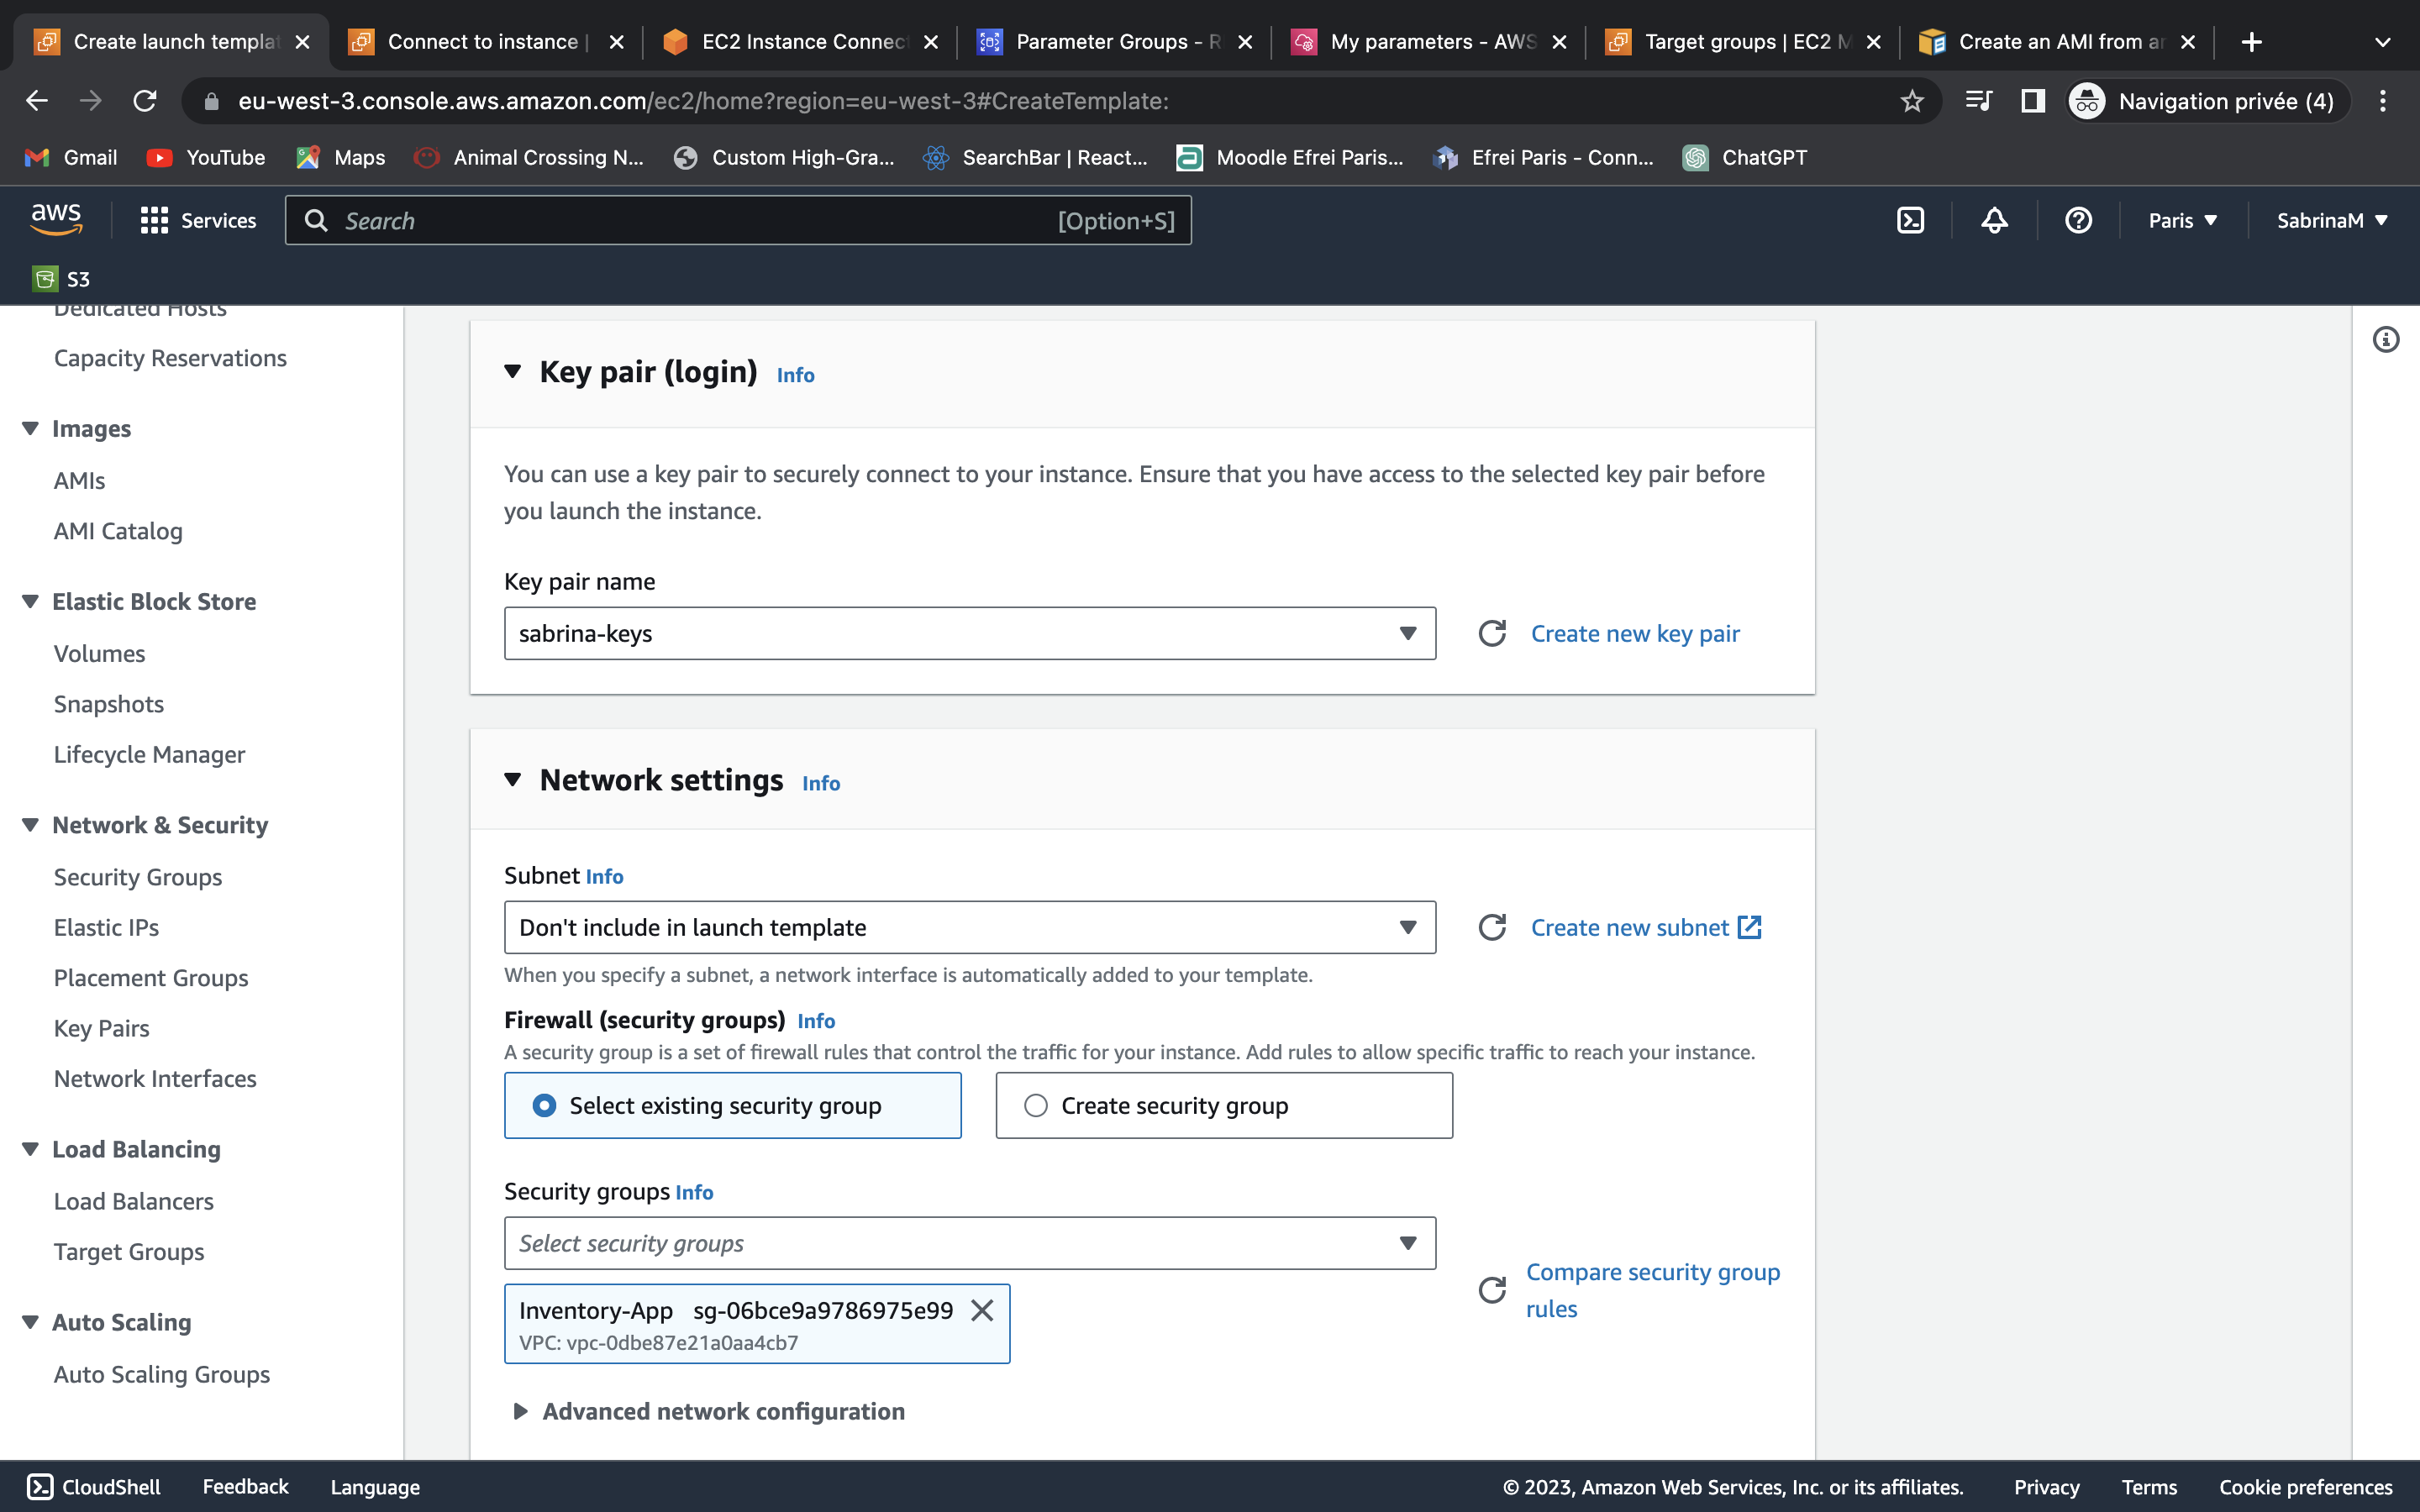 Create launch templat
Connect to instance |
EC2 Instance Connec
Parameter Groups - R
My parameters - AWS
Target groups | EC2 M
Create an AMI from ar
eu-west-3.console.aws.amazon.com/ec2/home?region=eu-west-3#CreateTemplate:
Navigation privée (4)
Gmail
YouTube
Maps
Animal Crossing N...
Custom High-Gra...
SearchBar | React...
Moodle Efrei Paris...
Efrei Paris - Conn...
ChatGPT
aws
Services
Search
[Option+S]
Paris
SabrinaM
S3
Dedicated Hosts
Capacity Reservations
Images
AMIs
AMI Catalog
Elastic Block Store
Volumes
Snapshots
Lifecycle Manager
Network & Security
Security Groups
Elastic IPs
Placement Groups
Key Pairs
Network Interfaces
Load Balancing
Load Balancers
Target Groups
Auto Scaling
Auto Scaling Groups
Key pair (login) Info
You can use a key pair to securely connect to your instance. Ensure that you have access to the selected key pair before
you launch the instance.
Key pair name
sabrina-keys
Create new key pair
Network settings Info
Subnet Info
Don't include in launch template
Create new subnet
When you specify a subnet, a network interface is automatically added to your template.
Firewall (security groups) Info
A security group is a set of firewall rules that control the traffic for your instance. Add rules to allow specific traffic to reach your instance.
Select existing security group
Create security group
Security groups Info
Select security groups
Compare security group
rules
Inventory-App sg-06bce9a9786975e99
VPC: vpc-0dbe87e21a0aa4cb7
Advanced network configuration
CloudShell
Feedback
Language
© 2023, Amazon Web Services, Inc. or its affiliates.
Privacy
Terms
Cookie preferences